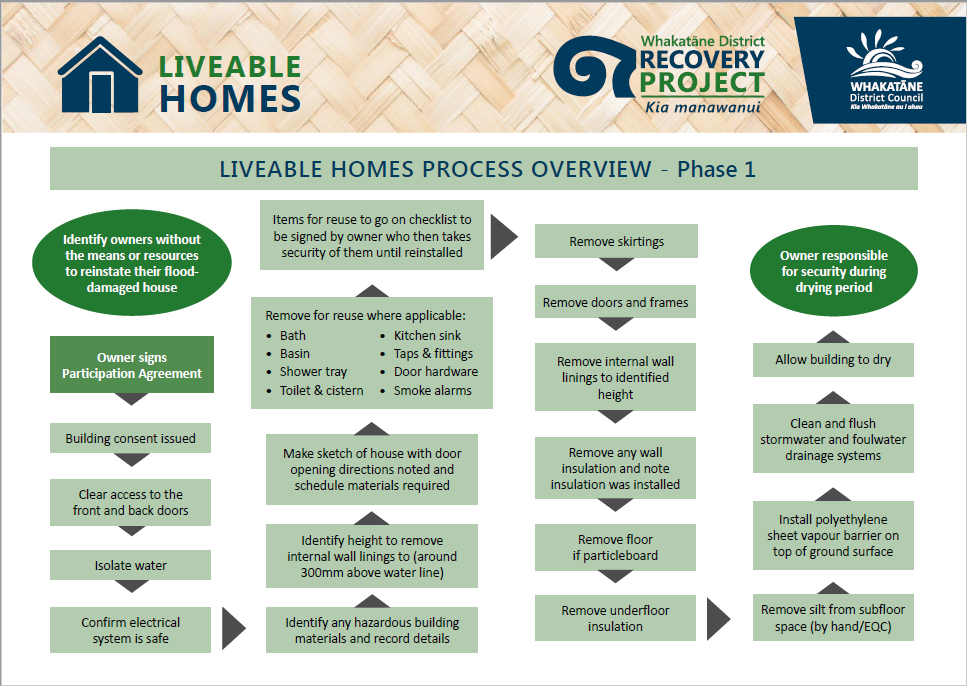 LIVEABLE
HOMES
Whakatāne District
RECOVERY
PROJECT
Kia manawanui
WHAKATĀNE
District Council
Kia Whakatāne au i ahau
LIVEABLE HOMES PROCESS OVERVIEW - Phase 1
Identify owners without
the means or resources
to reinstate their flood-
damaged house
Owner signs
Participation Agreement
Building consent issued
Clear access to the
front and back doors
Isolate water
Confirm electrical
system is safe
Identify any hazardous building
materials and record details
Identify height to remove
internal wall linings to (around
300mm above water line)
Make sketch of house with door
opening directions noted and
schedule materials required
Remove for reuse where applicable:
• Bath
• Basin
• Shower tray
• Toilet & cistern
• Kitchen sink
• Taps & fittings
• Door hardware
• Smoke alarms
Items for reuse to go on checklist to
be signed by owner who then takes
security of them until reinstalled
Remove skirtings
Remove doors and frames
Remove internal wall
linings to identified
height
Remove any wall
insulation and note
insulation was installed
Remove floor
if particleboard
Remove underfloor
insulation
Remove silt from subfloor
space (by hand/EQC)
Install polyethylene
sheet vapour barrier on
top of ground surface
Clean and flush
stormwater and foulwater
drainage systems
Allow building to dry
Owner responsible
for security during
drying period